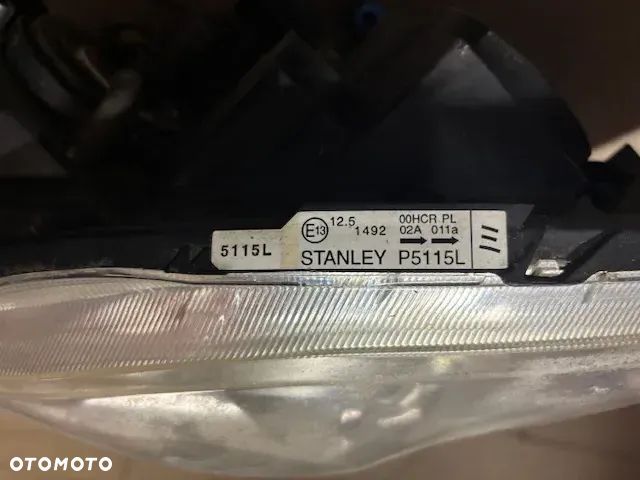 5115L
E13
12.5
1492
00HCR PL
02A 011a
STANLEY P5115L
OTOMOTO